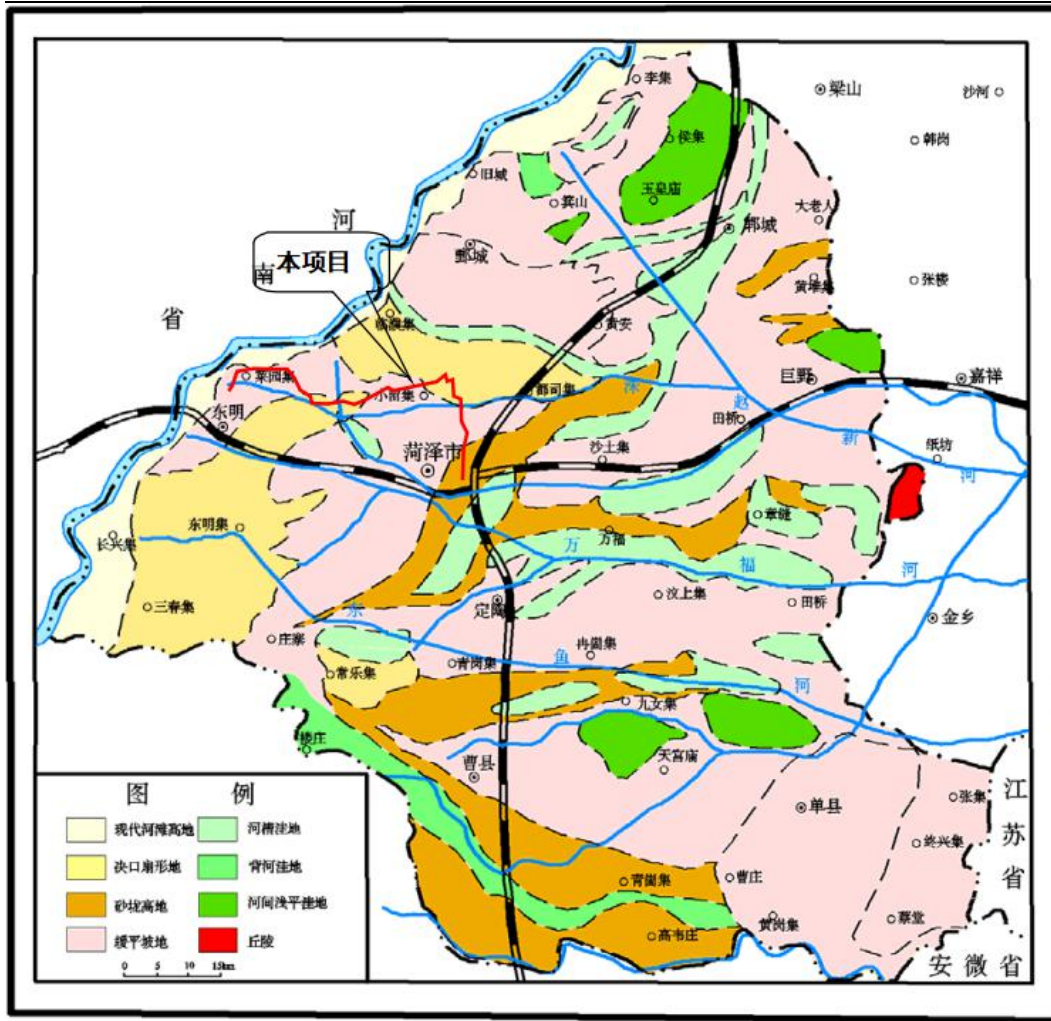 李集
梁山
沙河
侯集
韩岗
旧城
玉皇庙
箕山
大老人
河
鄄城
郓城
本项目
南
黄堆集
张楼
临濮集
省
黄安
菜园集
都司集
巨野
嘉祥
小留集
洙
赵
东明
田桥
新
沙土集
菏泽市
纸坊
河
东明集
章缝
长兴集
万福
万
福
河
三春集
定陶
汶上集
田桥
金乡
东
庄寨
冉固集
青岗集
鱼
常乐集
河
九女集
楼庄
天宫庙
曹县
江
苏
省
图 例
单县
张集
现代河滩高地
河槽洼地
终兴集
决口扇形地
背河洼地
青崮集
曹庄
砂垅高地
河间浅平洼地
黄岗集
蔡堂
缓平坡地
丘陵
高韦庄
安徽省
0 5 10 15km